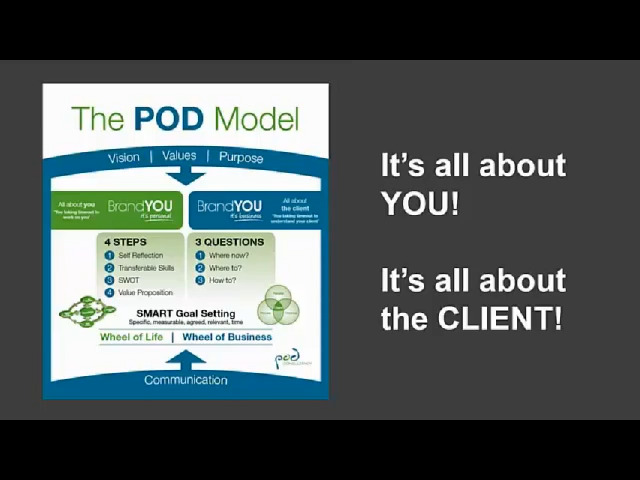 The POD Model
Vision | Values | Purpose
All about you
BrandYOU
it's personal
BrandYOU
it's business
All about
the client
4 STEPS
1 Self Reflection
2 Transferable Skills
3 SWOT
4 Value Proposition
3 QUESTIONS
1 Where now?
2 Where to?
3 How to?
SMART Goal Setting
Specific, measurable, agreed, relevant, time
Wheel of Life | Wheel of Business
pod
Communication
It's all about
YOU!
It's all about
the CLIENT!